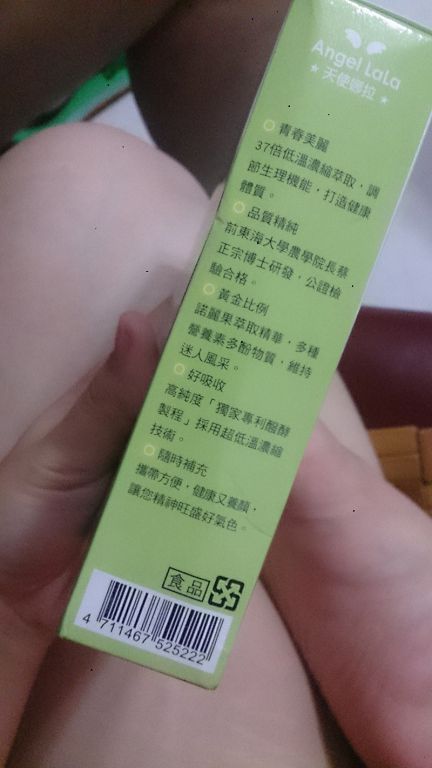 Angel LaLa
★ 天使娜拉 ★
青春美麗
37倍低溫濃縮萃取，調
節生理機能，打造健康
體質。
品質精純
前東海大學農學院長蔡
正宗博士研發，公證檢
驗合格。
黃金比例
諾麗果萃取精華，多種
營養素多酚物質，維持
迷人風采。
好吸收
高純度「獨家專利醱酵
製程」採用超低溫濃縮
技術。
隨時補充
攜帶方便，健康又養顏，
讓您精神旺盛好氣色。
食品
4 711467 525222